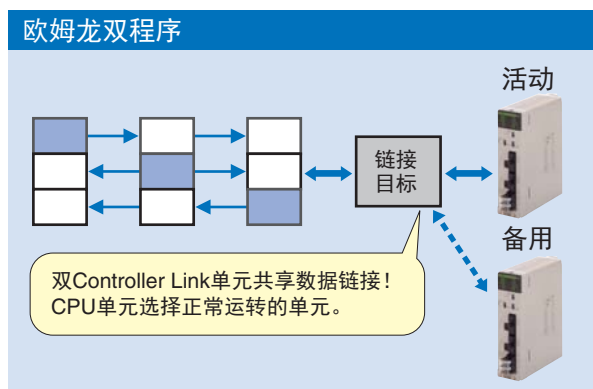 欧姆龙双程序
活动
链接
目标
备用
双Controller Link单元共享数据链接！
CPU单元选择正常运转的单元。